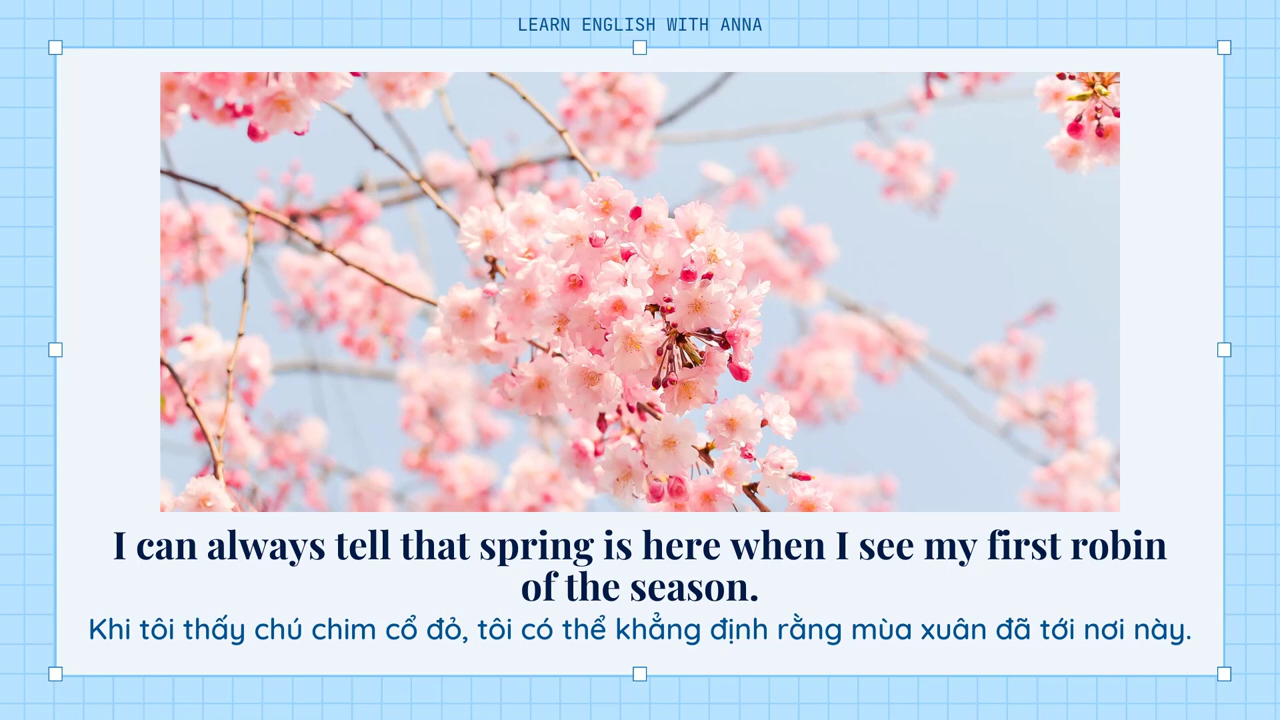 LEARN ENGLISH WITH ANNA
I can always tell that spring is here when I see my first robin
of the season.
Khi tôi thấy chú chim cổ đỏ, tôi có thể khẳng định rằng mùa xuân đã tới nơi này.